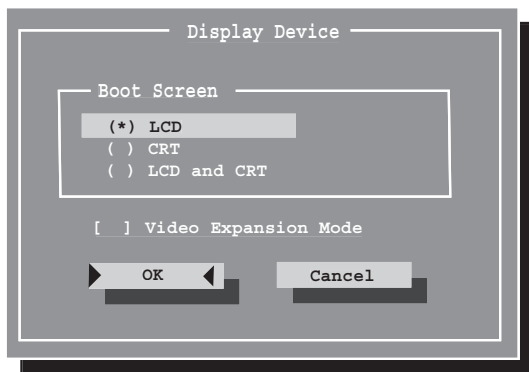 Display Device
Boot Screen
(*) LCD
( ) CRT
( ) LCD and CRT
[ ] Video Expansion Mode
OK Cancel